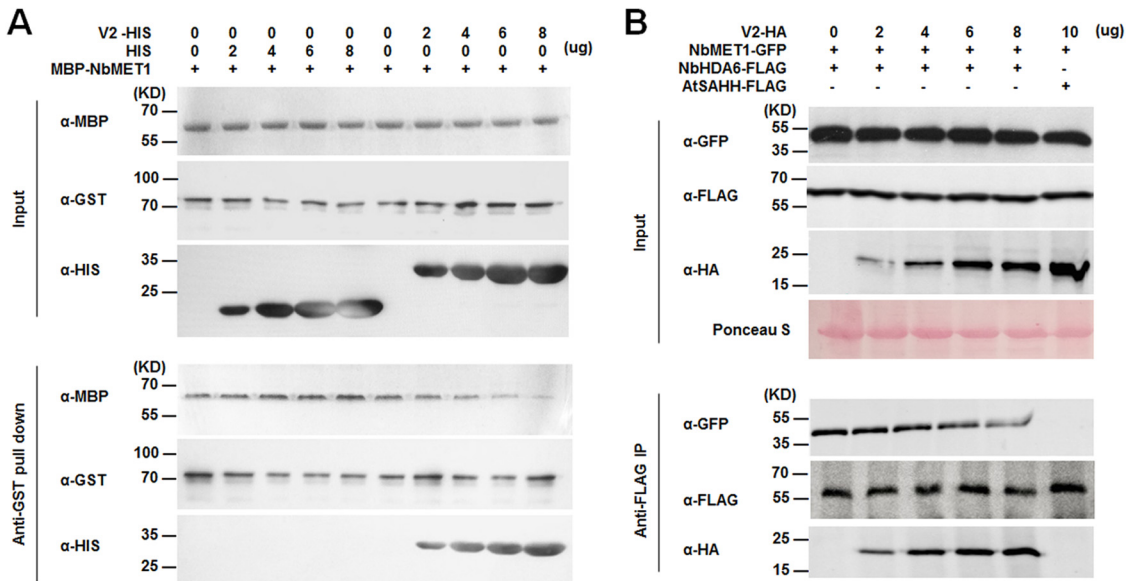 A
V2 -HIS 0 0 0 0 0 0 2 4 6 8
HIS 0 2 4 6 8 0 0 0 0 0 (ug)
MBP-NbMET1 + + + + + + + + + +
(KD)
Input
α-MBP
70
55
α-GST
100
70
α-HIS
35
25
Anti-GST pull down
(KD)
α-MBP
70
55
α-GST
100
70
α-HIS
35
25
B
V2-HA 0 2 4 6 8 10 (ug)
NbMET1-GFP + + + + + +
NbHDA6-FLAG + + + + + -
AtSAHH-FLAG - - - - - +
(KD)
Input
α-GFP
55
35
α-FLAG
70
55
α-HA
25
15
Ponceau S
Anti-FLAG IP
(KD)
α-GFP
55
35
α-FLAG
70
55
α-HA
25
15